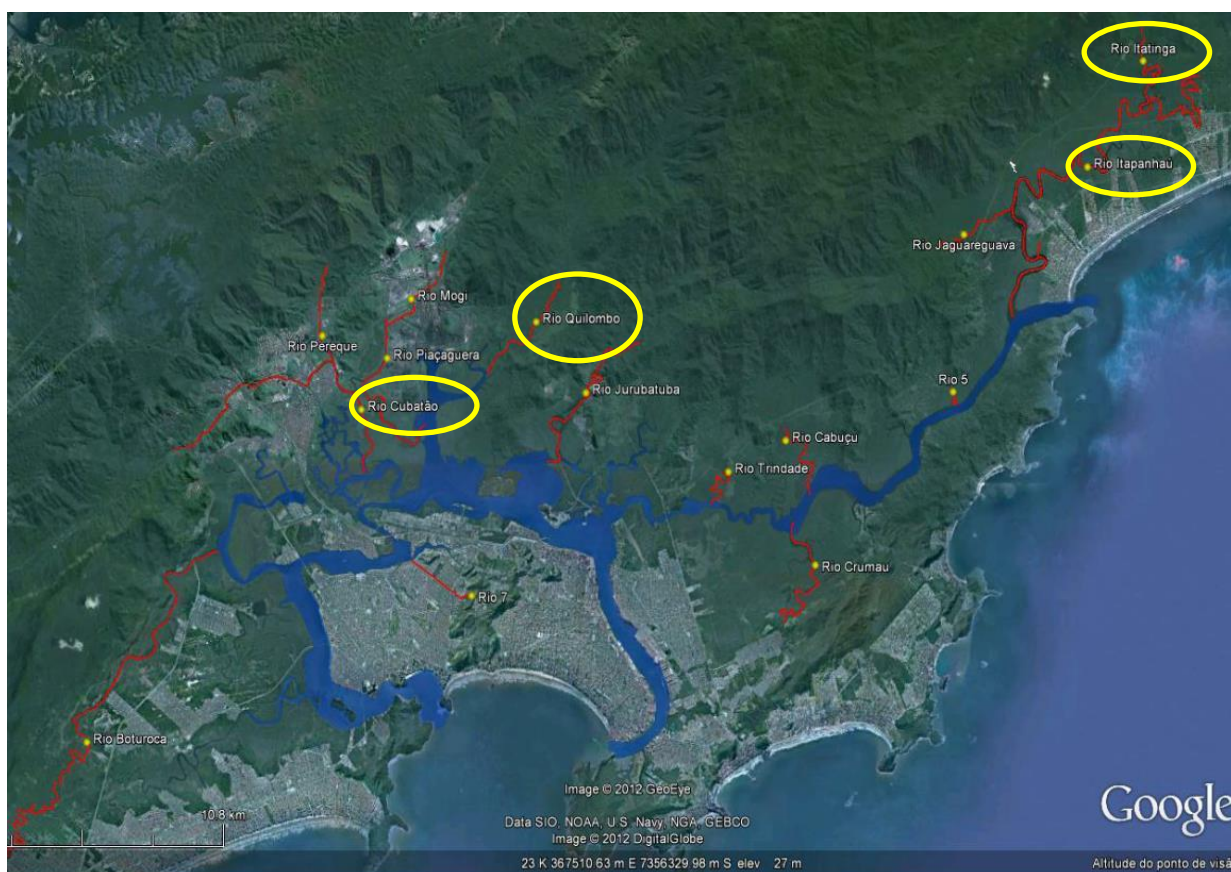 Rio Itatinga
Rio Itapanhaú
Rio Jaguareguava
Rio Mogi
Rio Quilombo
Rio Pereque
Rio Piaçaguera
Rio Jurubatuba
Rio 5
Rio Cubatão
Rio Cabuçu
Rio Trindade
Rio Crumau
Rio 7
Rio Boturoca
10.8 km
Image © 2012 GeoEye
Data SIO, NOAA, U.S. Navy, NGA, GEBCO
Image © 2012 DigitalGlobe
Google
23 K 367510.63 m E 7356329.98 m S elev 27 m
Altitude do ponto de visã